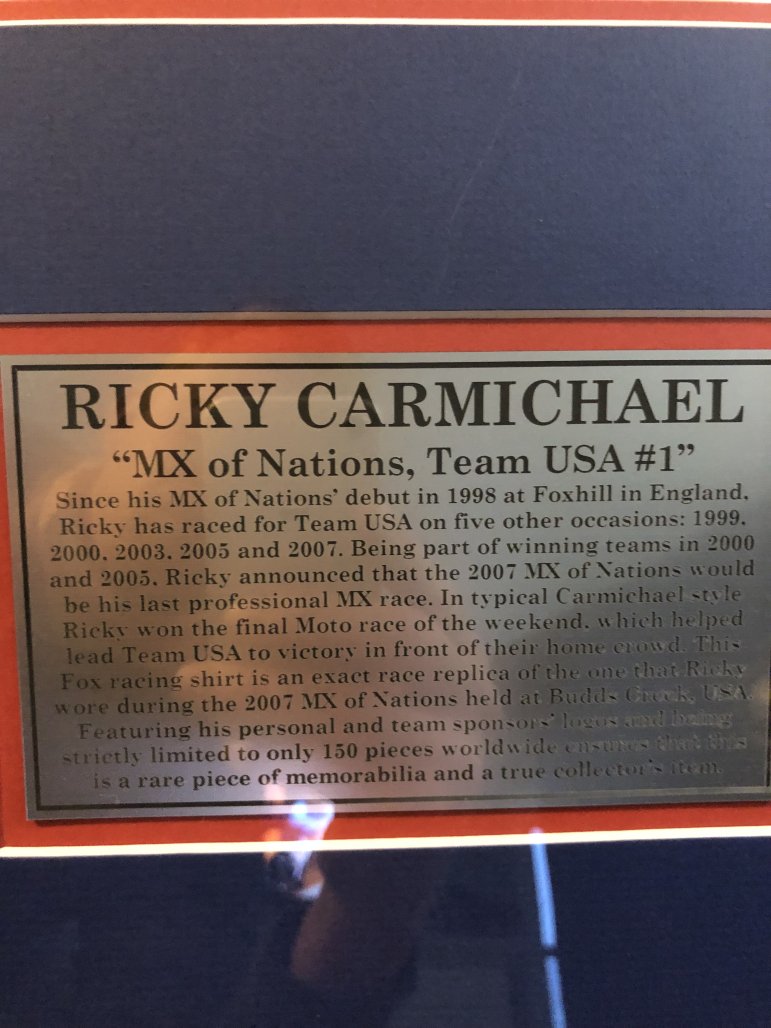 RICKY CARMICHAEL
“MX of Nations, Team USA #1”
Since his MX of Nations' debut in 1998 at Foxhill in England.
Ricky has raced for Team USA on five other occasions: 1999.
2000. 2003. 2005 and 2007. Being part of winning teams in 2000
and 2005. Ricky announced that the 2007 MX of Nations would
be his last professional MX race. In typical Carmichael style
Ricky won the final Moto race of the weekend. which helped
lead Team USA to victory in front of their home crowd. This
Fox racing shirt is an exact race replica of the one that Ricky
wore during the 2007 MX of Nations held at Budds Creek, USA.
Featuring his personal and team sponsors' logos and being
strictly limited to only 150 pieces worldwide ensures that this
is a rare piece of memorabilia and a true collector's item.